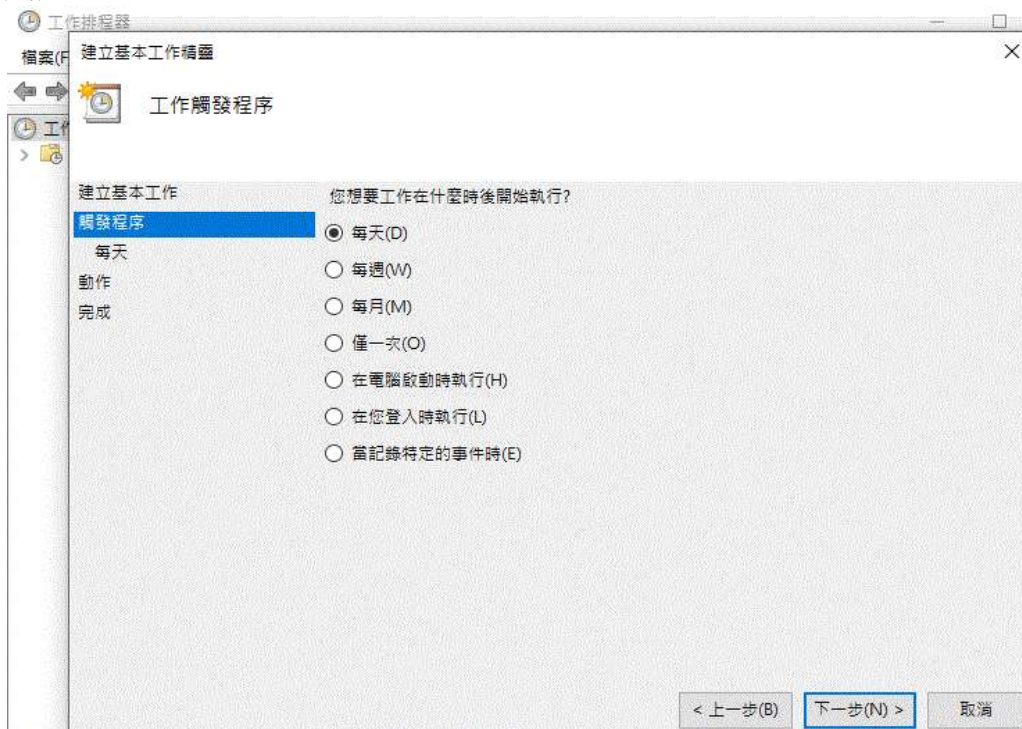 工作排程器
檔案(F
建立基本工作精靈
工作觸發程序
建立基本工作
觸發程序
每天
動作
完成
您想要工作在什麼時後開始執行?
每天(D)
每週(W)
每月(M)
僅一次(O)
在電腦啟動時執行(H)
在您登入時執行(L)
當記錄特定的事件時(E)
< 上一步(B)
下一步(N) >
取消